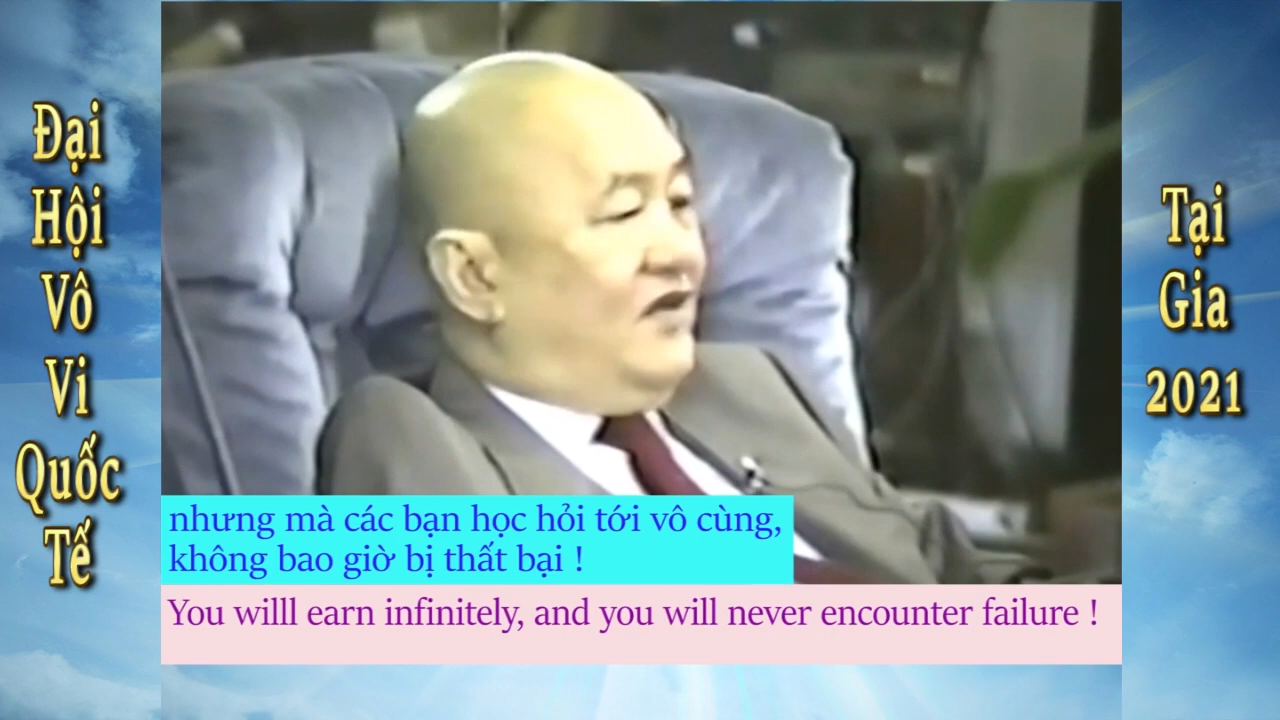 Đại
Hội
Vô
Vi
Quốc
Tế
nhưng mà các bạn học hỏi tới vô cùng,
không bao giờ bị thất bại !
You willl earn infinitely, and you will never encounter failure !
Tại
Gia
2021